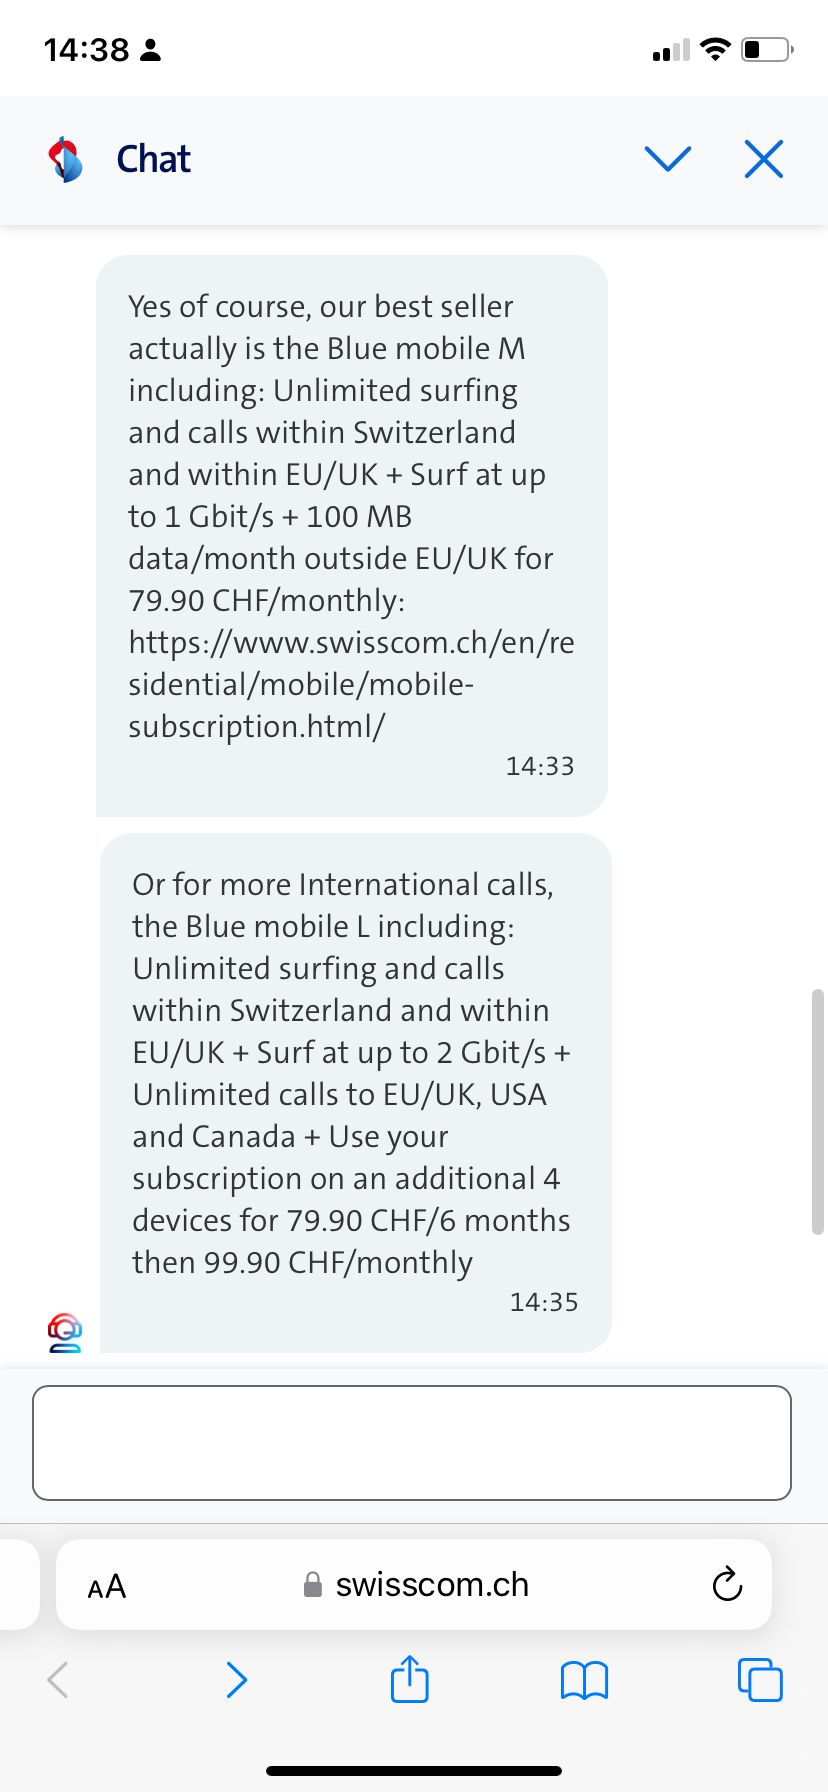 14:38
Chat
Yes of course, our best seller
actually is the Blue mobile M
including: Unlimited surfing
and calls within Switzerland
and within EU/UK + Surf at up
to 1 Gbit/s + 100 MB
data/month outside EU/UK for
79.90 CHF/monthly:
https://www.swisscom.ch/en/re
sidential/mobile/mobile-
subscription.html/
14:33
Or for more International calls,
the Blue mobile L including:
Unlimited surfing and calls
within Switzerland and within
EU/UK + Surf at up to 2 Gbit/s +
Unlimited calls to EU/UK, USA
and Canada + Use your
subscription on an additional 4
devices for 79.90 CHF/6 months
then 99.90 CHF/monthly
14:35
AA swisscom.ch